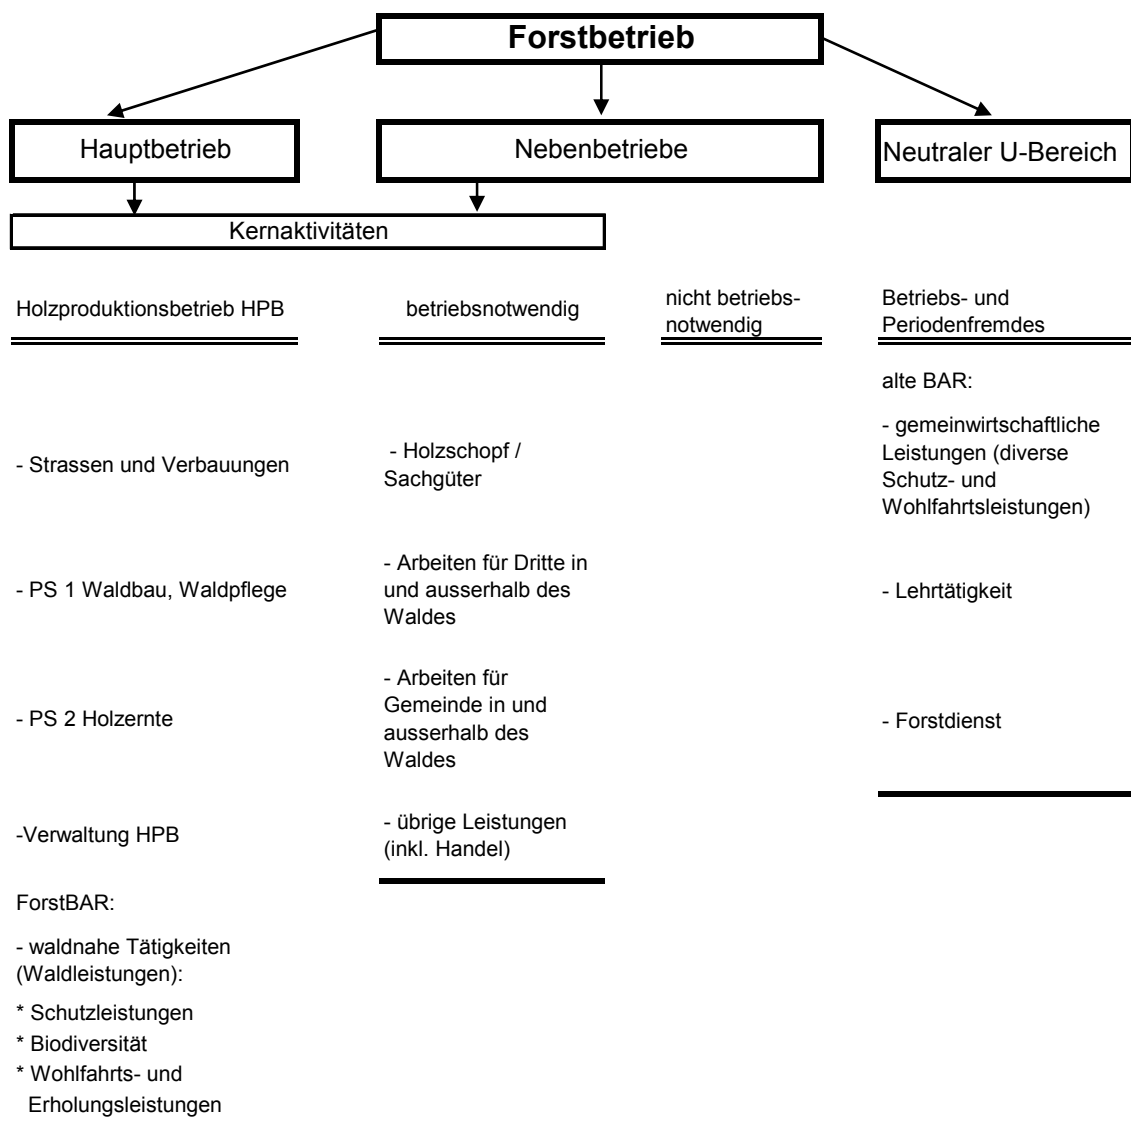 Forstbetrieb
Hauptbetrieb
Nebenbetriebe
Neutraler U-Bereich
Kernaktivitäten
Holzproduktionsbetrieb HPB
betriebsnotwendig
nicht betriebs-
notwendig
Betriebs- und
Periodenfremdes
alte BAR:
- Strassen und Verbauungen
- Holzschopf /
Sachgüter
- gemeinwirtschaftliche
Leistungen (diverse
Schutz- und
Wohlfahrtsleistungen)
- PS 1 Waldbau, Waldpflege
- Arbeiten für Dritte in
und ausserhalb des
Waldes
- Lehrtätigkeit
- PS 2 Holzernte
- Arbeiten für
Gemeinde in und
ausserhalb des
Waldes
- Forstdienst
-Verwaltung HPB
- übrige Leistungen
(inkl. Handel)
ForstBAR:
- waldnahe Tätigkeiten
(Waldleistungen):
* Schutzleistungen
* Biodiversität
* Wohlfahrts- und
Erholungsleistungen